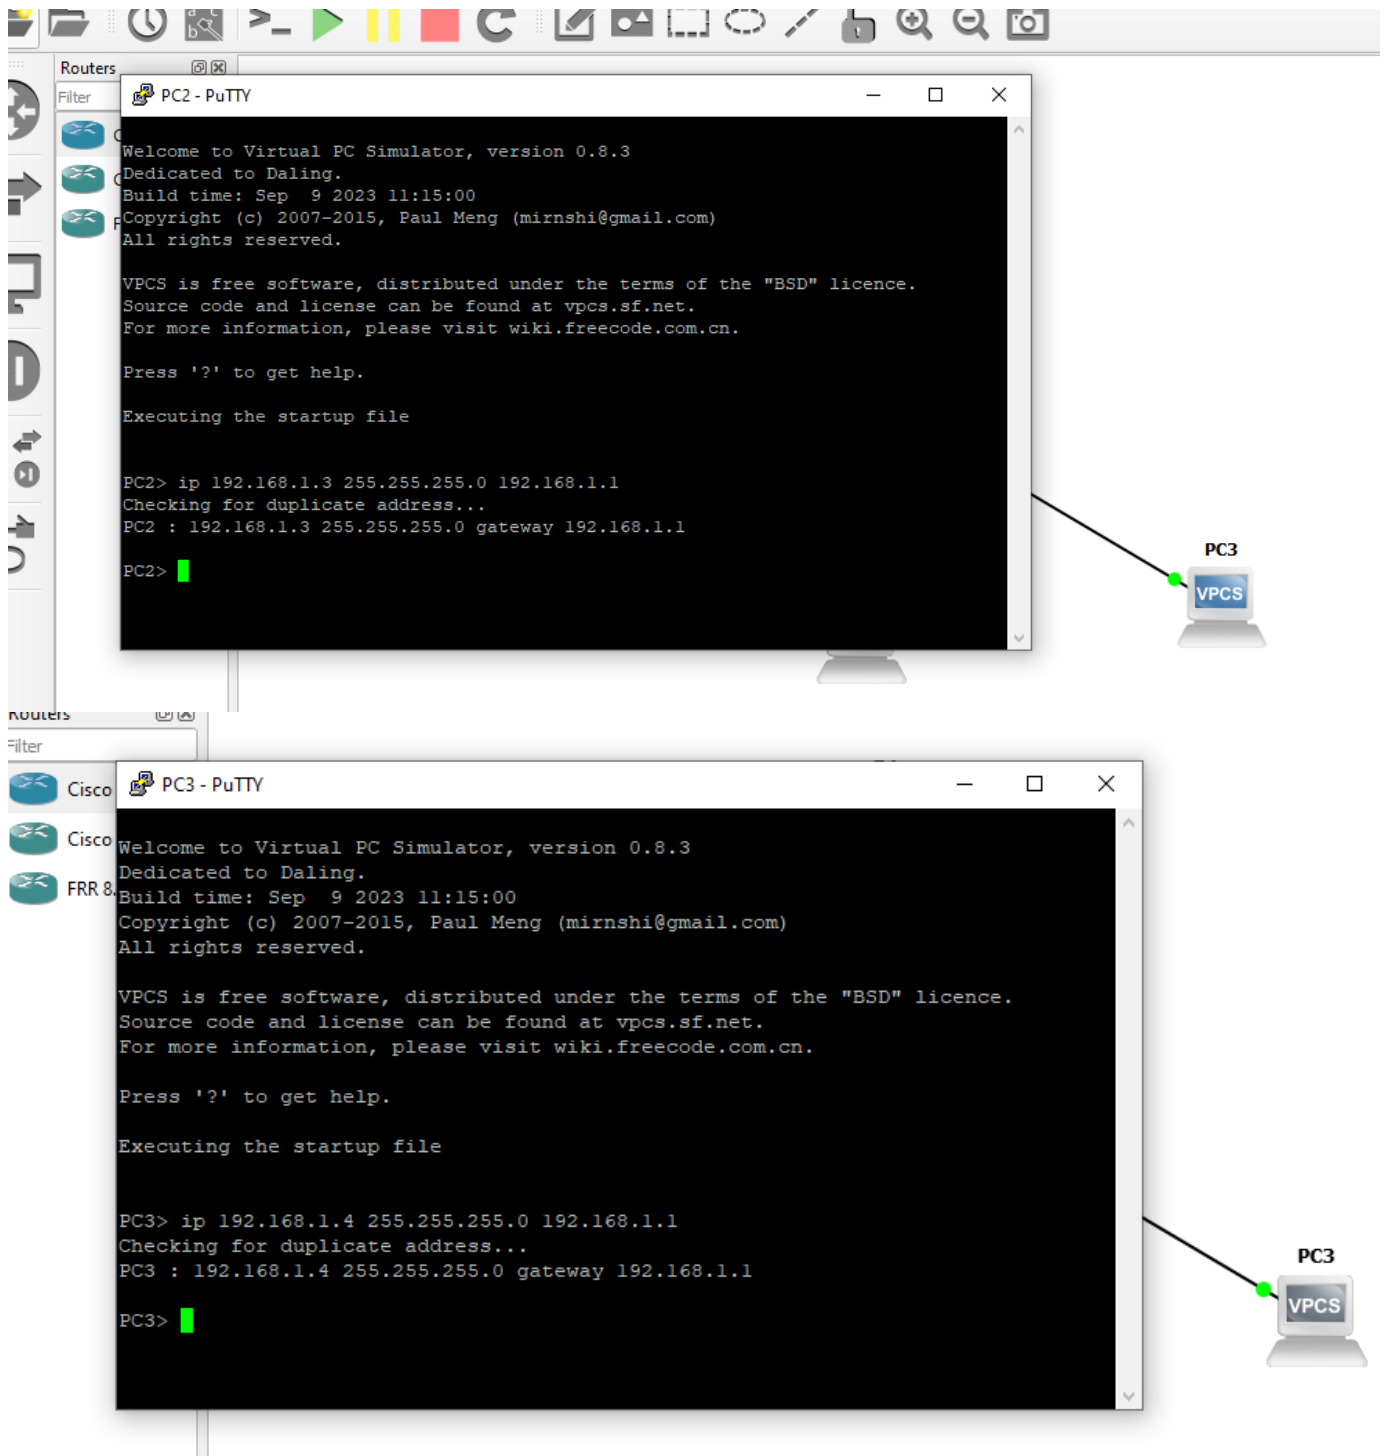 Routers
Filter
PC2 - PuTTY
Welcome to Virtual PC Simulator, version 0.8.3
Dedicated to Daling.
Build time: Sep  9 2023 11:15:00
Copyright (c) 2007-2015, Paul Meng (mirnshi@gmail.com)
All rights reserved.
VPCS is free software, distributed under the terms of the "BSD" licence.
Source code and license can be found at vpcs.sf.net.
For more information, please visit wiki.freecode.com.cn.
Press '?' to get help.
Executing the startup file
PC2> ip 192.168.1.3 255.255.255.0 192.168.1.1
Checking for duplicate address...
PC2 : 192.168.1.3 255.255.255.0 gateway 192.168.1.1
PC2>
PC3
VPCS
Routers
Filter
Cisco
Cisco
FRR 8.
PC3 - PuTTY
Welcome to Virtual PC Simulator, version 0.8.3
Dedicated to Daling.
Build time: Sep  9 2023 11:15:00
Copyright (c) 2007-2015, Paul Meng (mirnshi@gmail.com)
All rights reserved.
VPCS is free software, distributed under the terms of the "BSD" licence.
Source code and license can be found at vpcs.sf.net.
For more information, please visit wiki.freecode.com.cn.
Press '?' to get help.
Executing the startup file
PC3> ip 192.168.1.4 255.255.255.0 192.168.1.1
Checking for duplicate address...
PC3 : 192.168.1.4 255.255.255.0 gateway 192.168.1.1
PC3>
PC3
VPCS